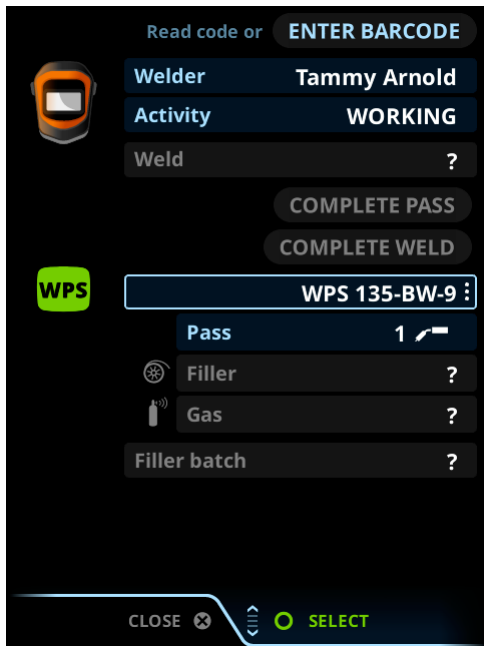 Read code or ENTER BARCODE
Welder Tammy Arnold
Activity WORKING
Weld ?
COMPLETE PASS
COMPLETE WELD
WPS WPS 135-BW-9
Pass 1
Filler ?
Gas ?
Filler batch ?
CLOSE SELECT